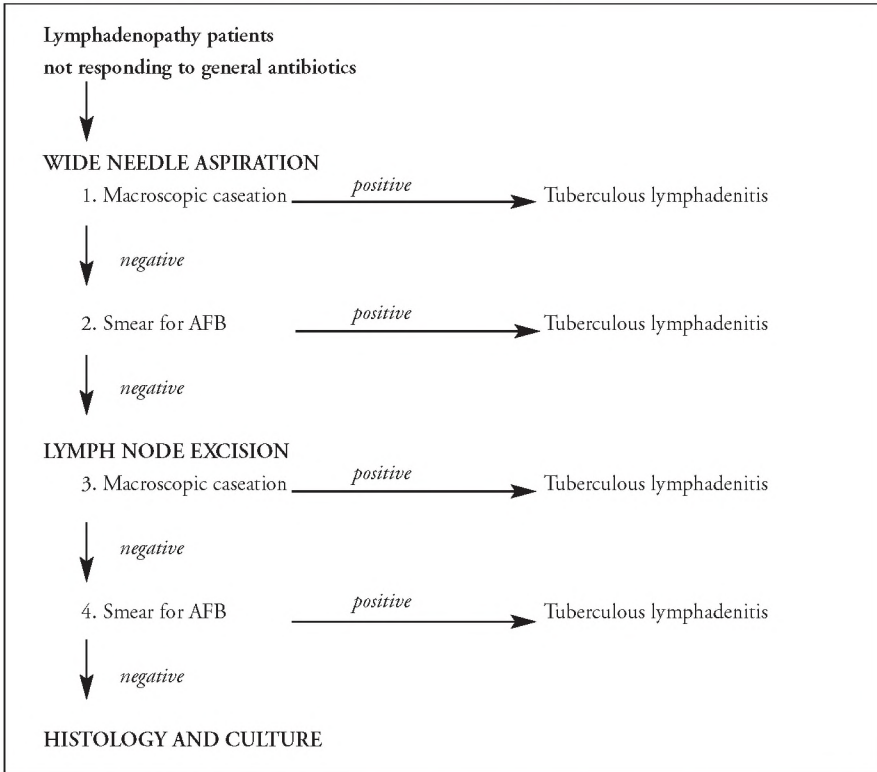 Lymphadenopathy patients
not responding to general antibiotics
WIDE NEEDLE ASPIRATION
1. Macroscopic caseation positive Tuberculous lymphadenitis
negative
2. Smear for AFB positive Tuberculous lymphadenitis
negative
LYMPH NODE EXCISION
3. Macroscopic caseation positive Tuberculous lymphadenitis
negative
4. Smear for AFB positive Tuberculous lymphadenitis
negative
HISTOLOGY AND CULTURE